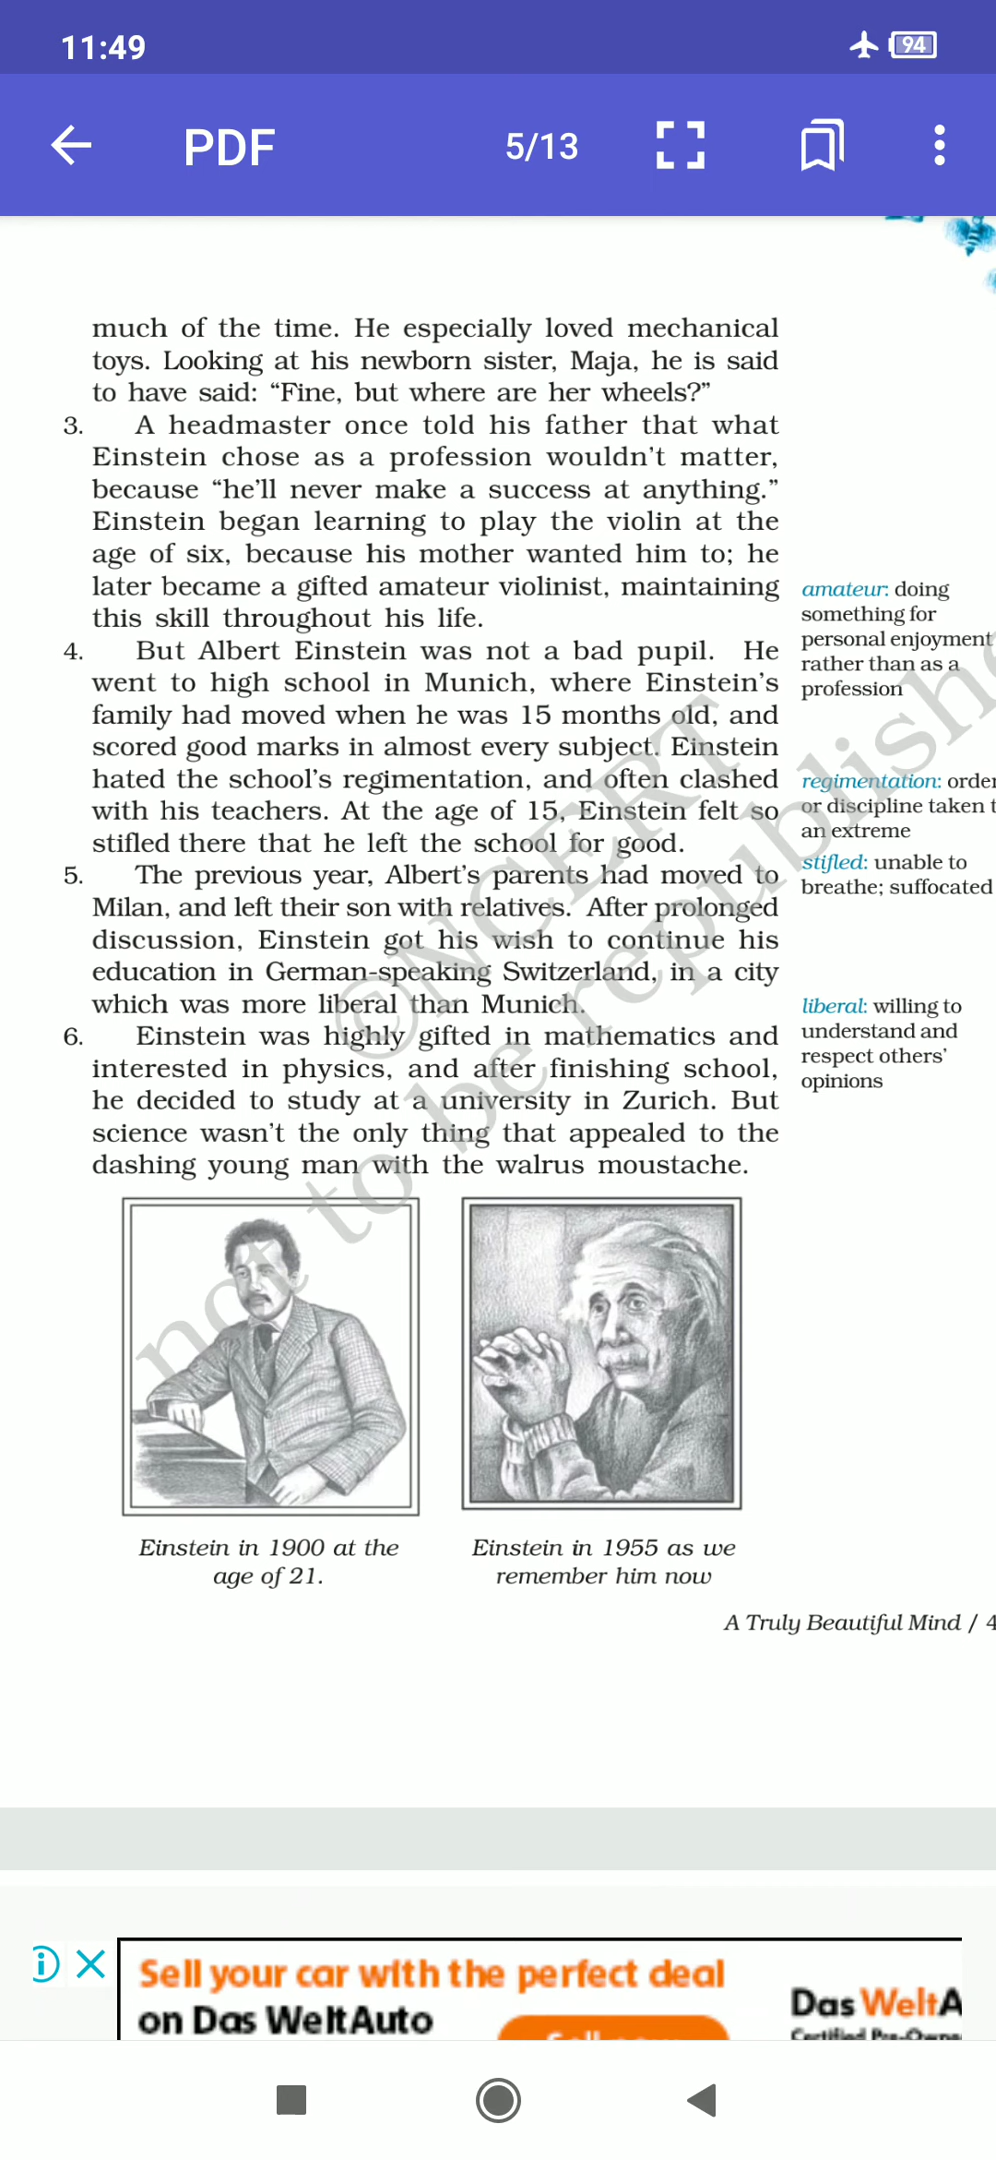 11:49
94
PDF
5/13
much of the time. He especially loved mechanical
toys. Looking at his newborn sister, Maja, he is said
to have said: “Fine, but where are her wheels?”
3. A headmaster once told his father that what
Einstein chose as a profession wouldn’t matter,
because “he’ll never make a success at anything.”
Einstein began learning to play the violin at the
age of six, because his mother wanted him to; he
later became a gifted amateur violinist, maintaining
this skill throughout his life.
amateur: doing
something for
personal enjoyment
rather than as a
profession
4. But Albert Einstein was not a bad pupil. He
went to high school in Munich, where Einstein’s
family had moved when he was 15 months old, and
scored good marks in almost every subject. Einstein
hated the school’s regimentation, and often clashed
with his teachers. At the age of 15, Einstein felt so
stifled there that he left the school for good.
regimentation: order
or discipline taken t
an extreme
stifled: unable to
breathe; suffocated
5. The previous year, Albert’s parents had moved to
Milan, and left their son with relatives. After prolonged
discussion, Einstein got his wish to continue his
education in German-speaking Switzerland, in a city
which was more liberal than Munich.
liberal: willing to
understand and
respect others’
opinions
6. Einstein was highly gifted in mathematics and
interested in physics, and after finishing school,
he decided to study at a university in Zurich. But
science wasn’t the only thing that appealed to the
dashing young man with the walrus moustache.
©NCERT
not to be republishe
Einstein in 1900 at the
age of 21.
Einstein in 1955 as we
remember him now
A Truly Beautiful Mind / 4
Sell your car with the perfect deal
on Das WeltAuto
Das WeltA